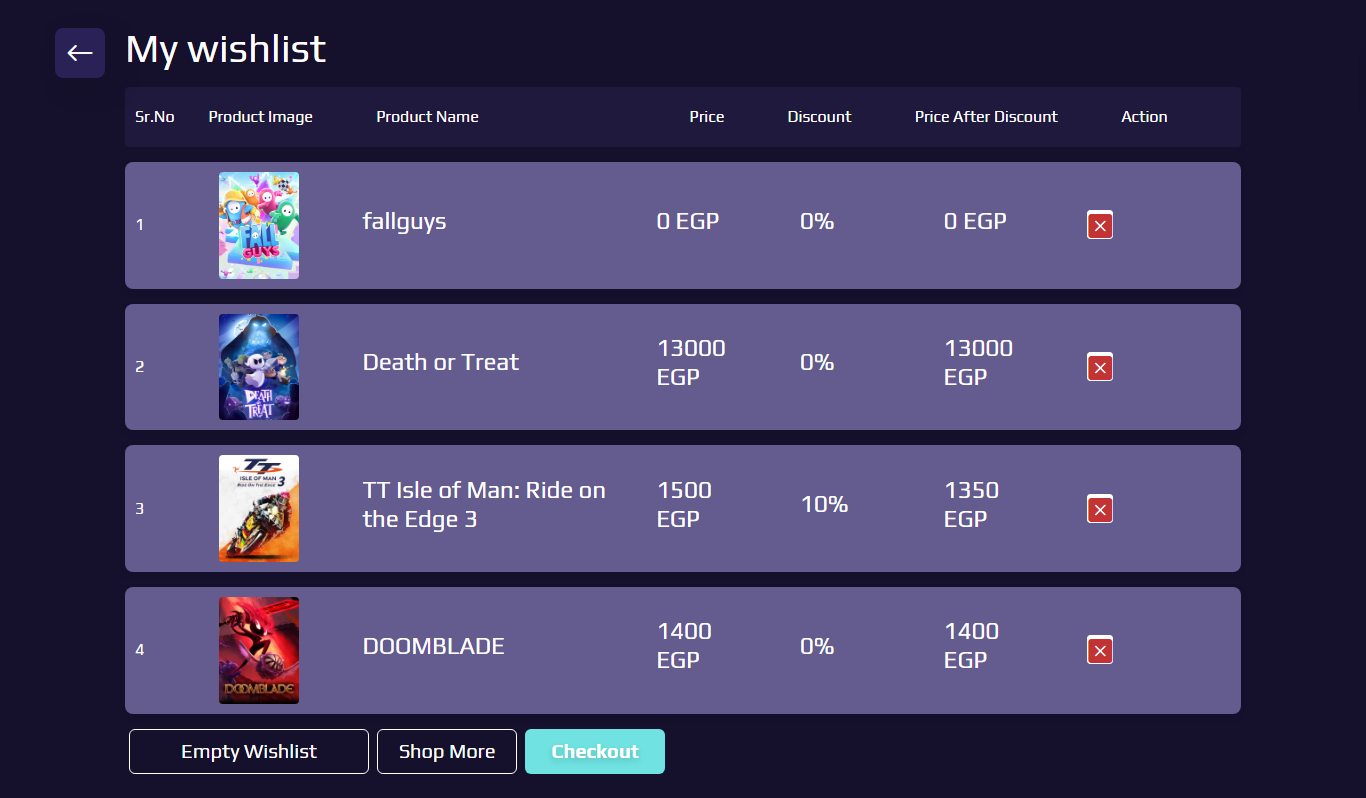 My wishlist
Sr.No Product Image Product Name Price Discount Price After Discount Action
1 fallguys 0 EGP 0% 0 EGP
FALL
GUYS
2 Death or Treat 13000 EGP 0% 13000 EGP
DEATH
TREAT
3 TT Isle of Man: Ride on the Edge 3 1500 EGP 10% 1350 EGP
TT
ISLE OF MAN 3
RIDE ON THE EDGE
4 DOOMBLADE 1400 EGP 0% 1400 EGP
DOOMBLADE
Empty Wishlist Shop More Checkout